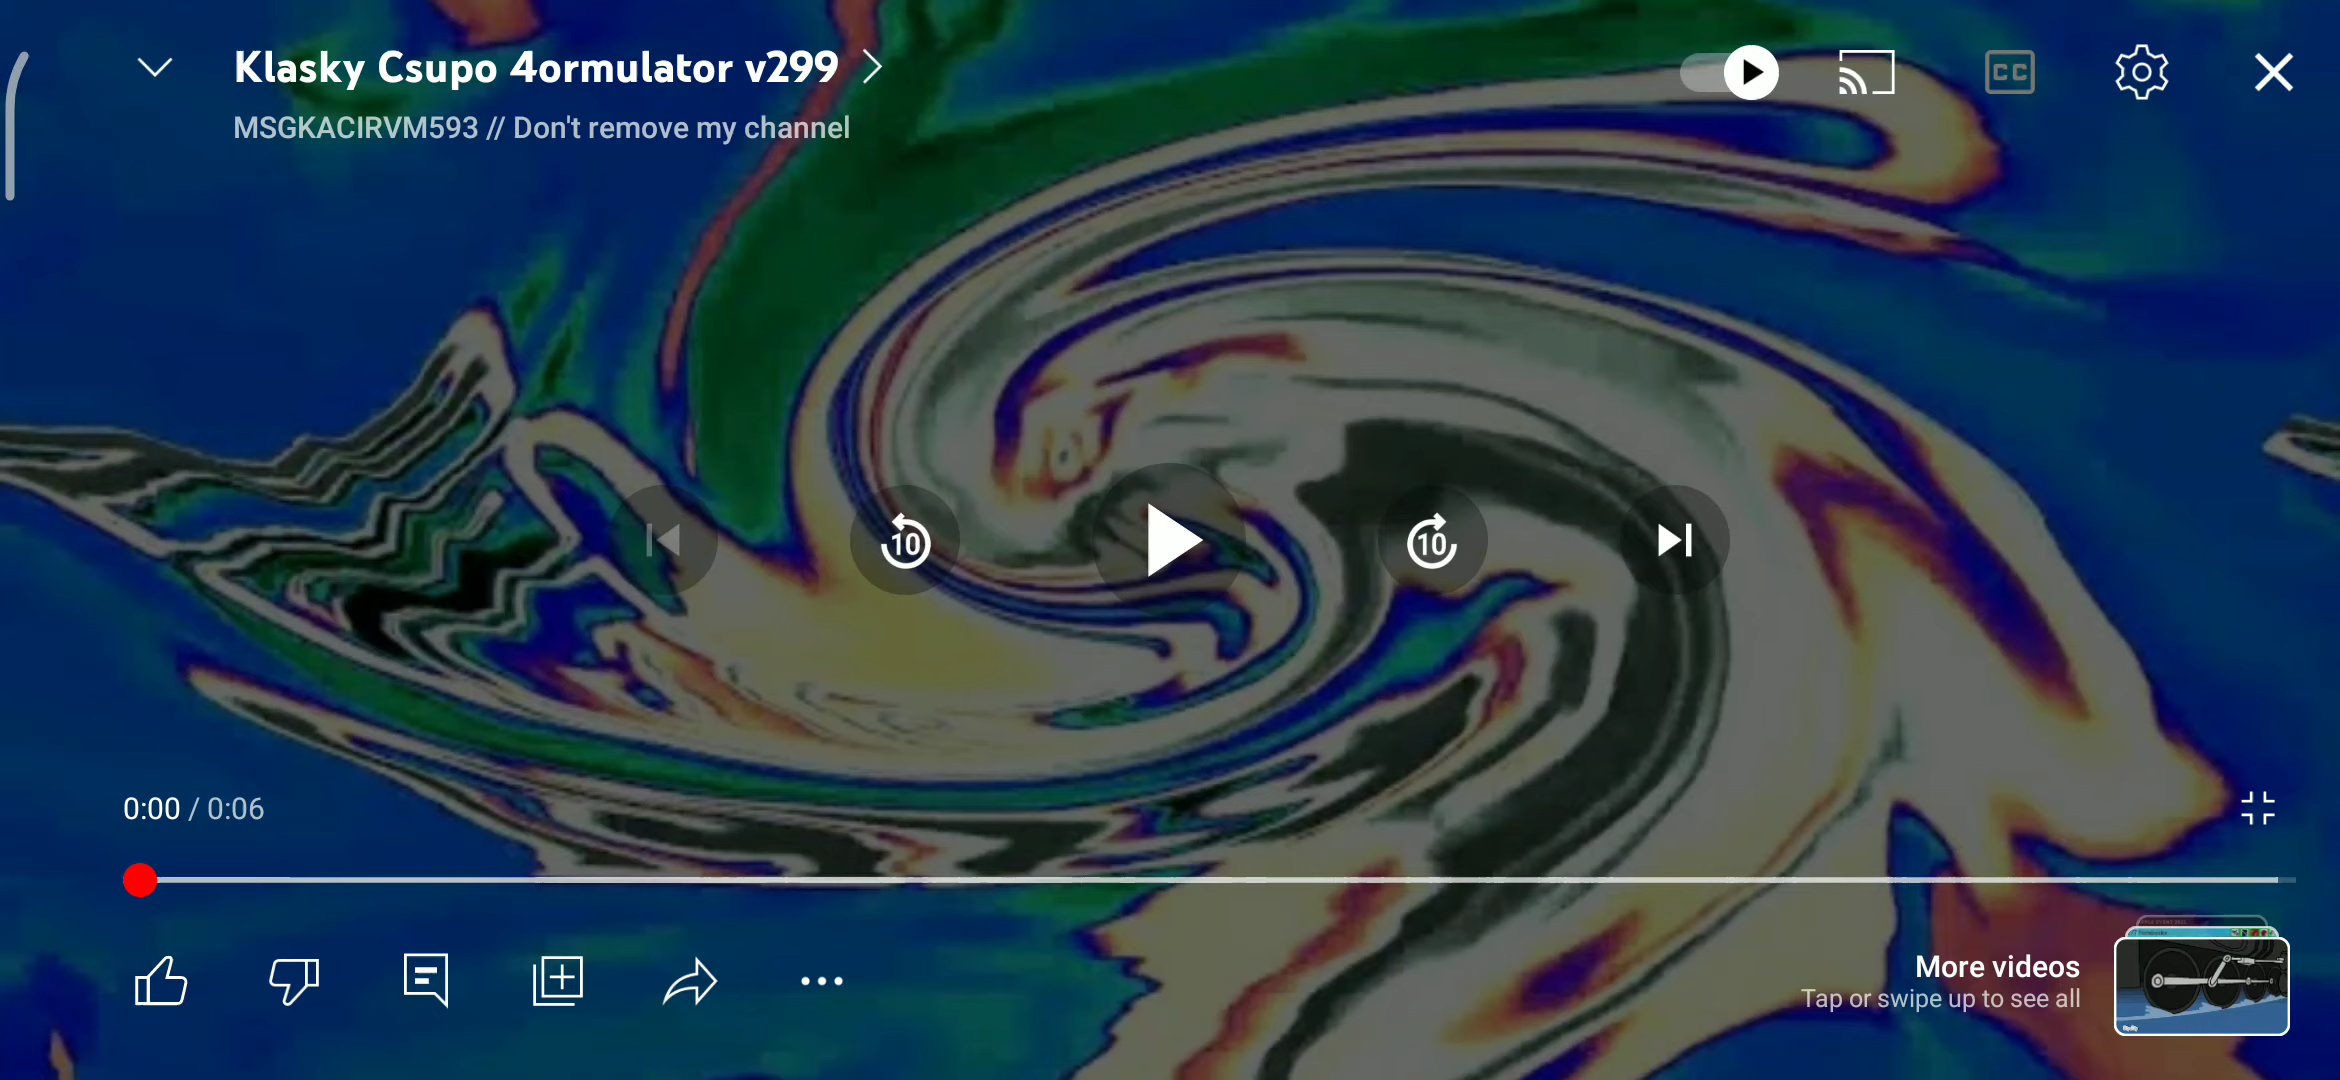 Klasky Csupo 4ormulator v299
MSGKACIRVM593 // Don't remove my channel
CC
10
10
0:00 / 0:06
More videos
Tap or swipe up to see all